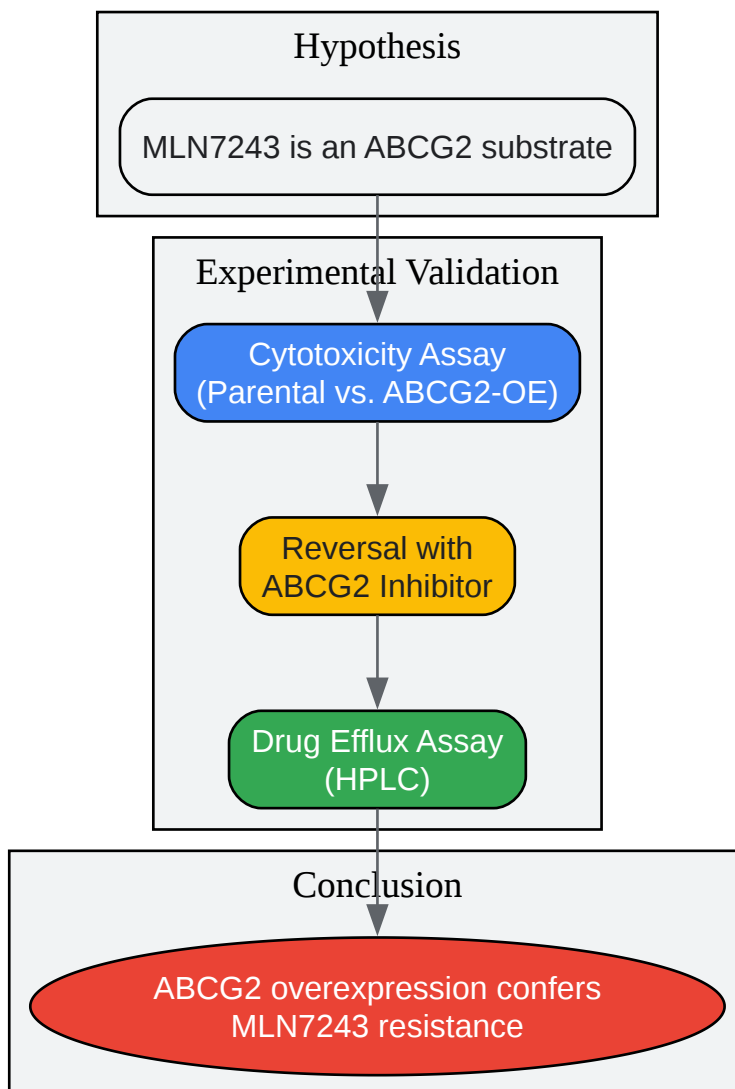 Hypothesis
MLN7243 is an ABCG2 substrate
Experimental Validation
Cytotoxicity Assay
(Parental vs. ABCG2-OE)
Reversal with
ABCG2 Inhibitor
Drug Efflux Assay
(HPLC)
Conclusion
ABCG2 overexpression confers
MLN7243 resistance